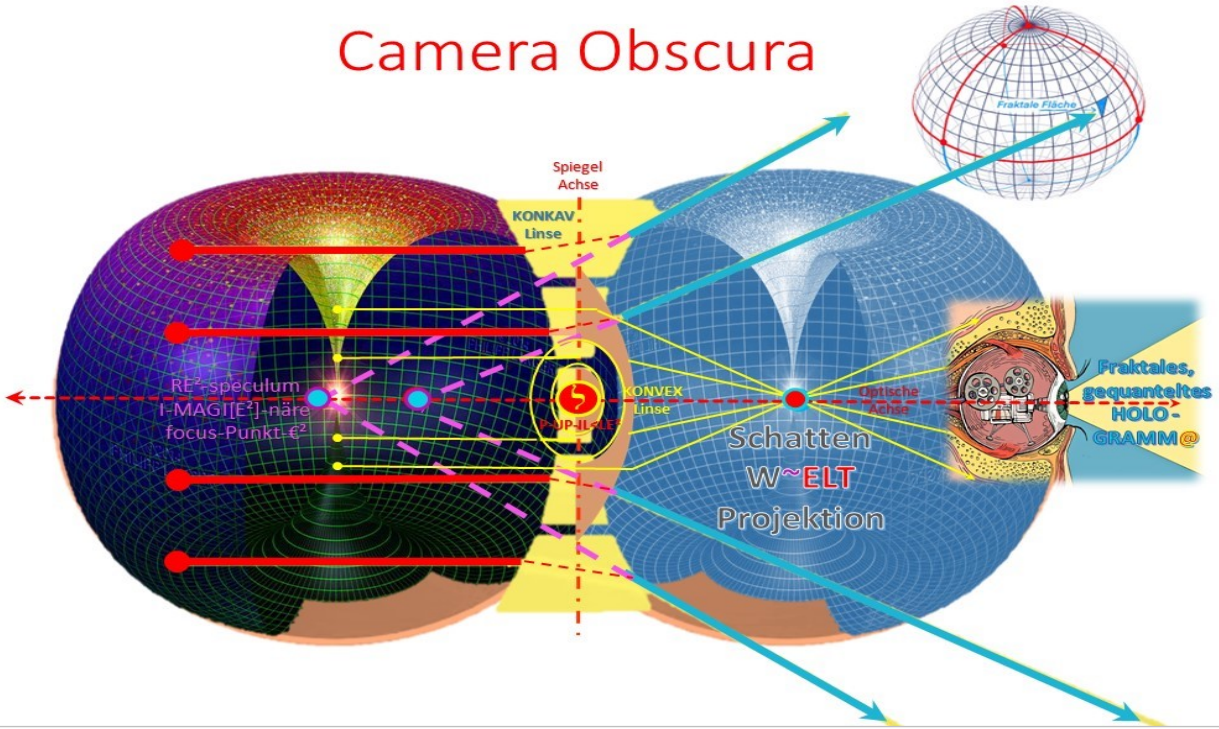 Camera Obscura
Fraktale Fläche
Spiegel
Achse
KONKAV
Linse
RE²-speculum
I-MAGI[E²]-näre
focus-Punkt-€²
KONVEX
Linse
Optische
Achse
Schatten
W~ELT
Projektion
Fraktales,
gequanteltes
HOLO -
GRAMM@